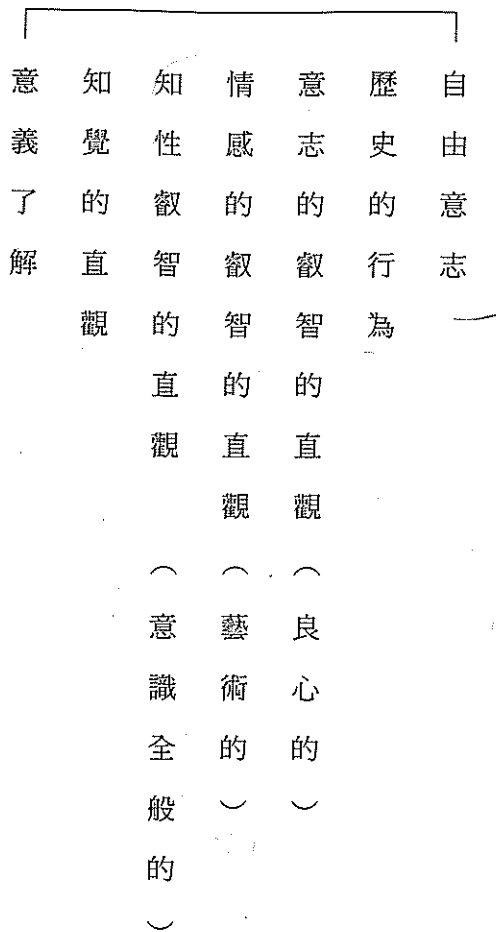 自由意志
歷史的行為
意志的叡智的直觀（良心的）
情感的叡智的直觀（藝術的）
知性叡智的直觀（意識全般的）
知覺的直觀
意義了解